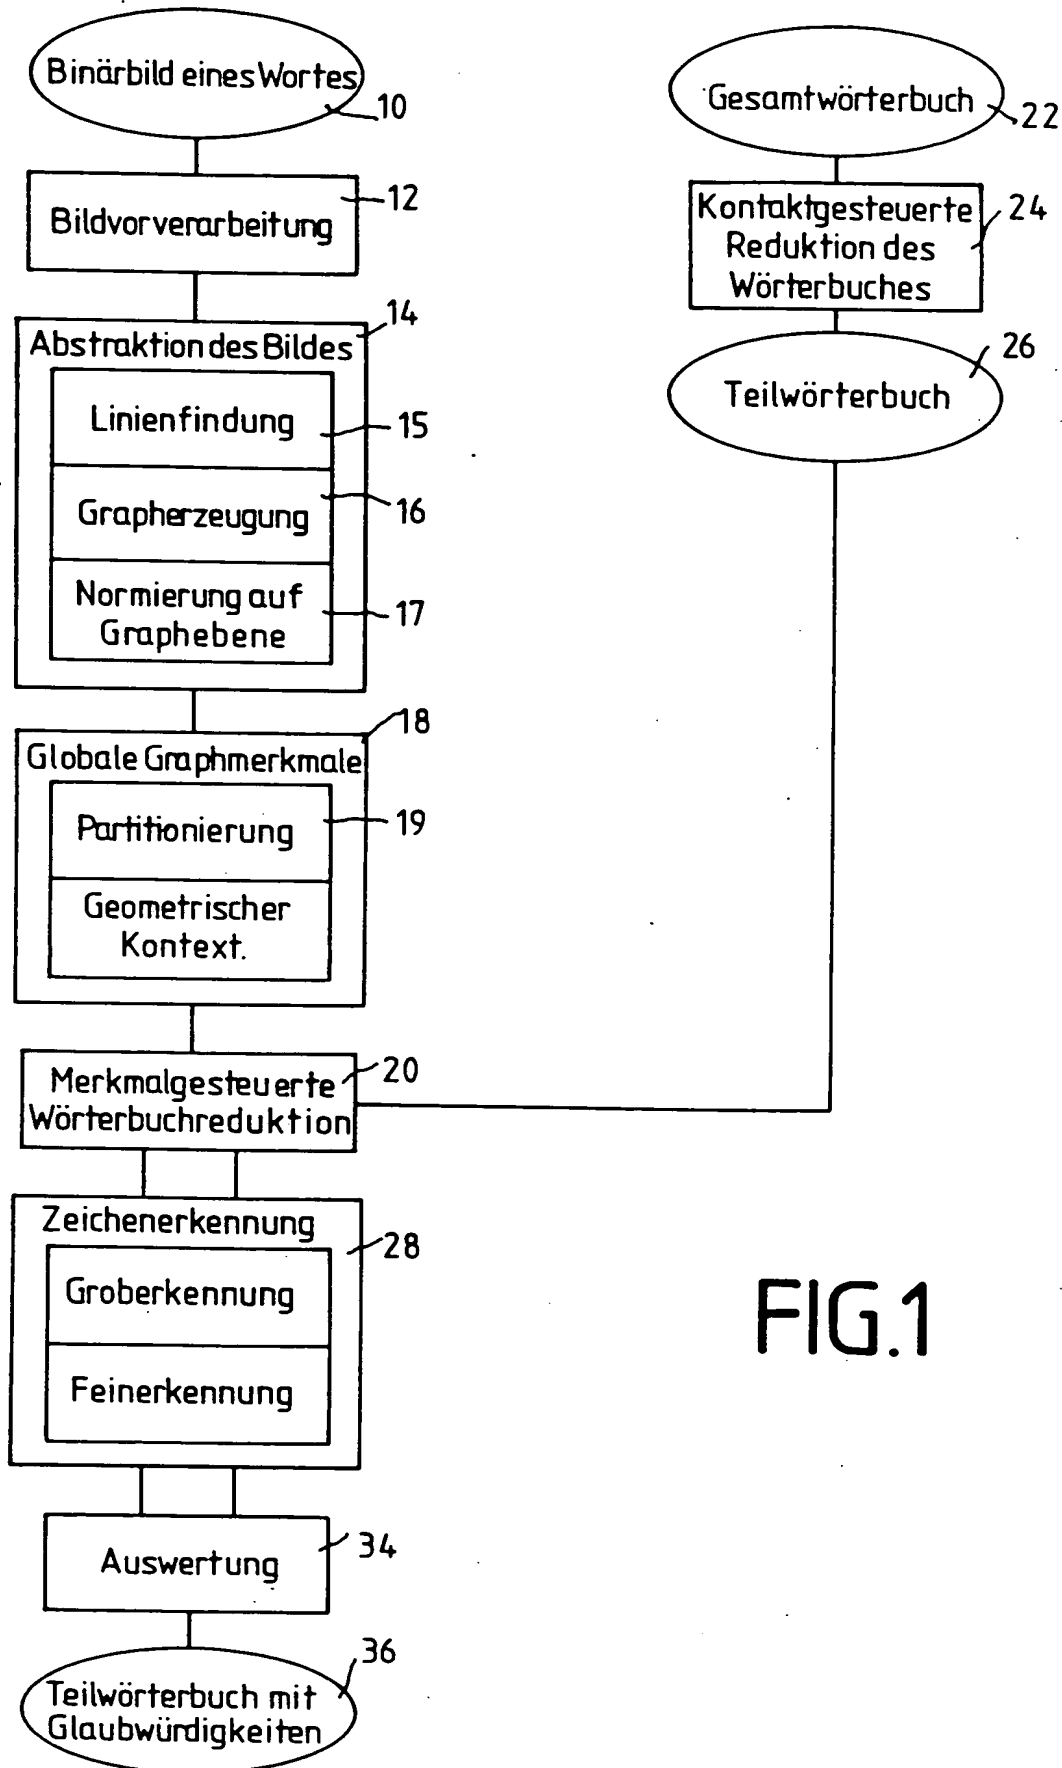 Binärbild eines Wortes
10
Bildvorverarbeitung
12
Abstraktion des Bildes
14
Linienfindung
15
Grapherzeugung
16
Normierung auf
Graphebene
17
Globale Graphmerkmale
18
Partitionierung
19
Geometrischer
Kontext.
Merkmalgesteuerte
Wörterbuchreduktion
20
Zeichenerkennung
28
Groberkennung
Feinerkennung
Auswertung
34
Teilwörterbuch mit
Glaubwürdigkeiten
36
Gesamtwörterbuch
22
Kontaktgesteuerte
Reduktion des
Wörterbuches
24
Teilwörterbuch
26
FIG.1